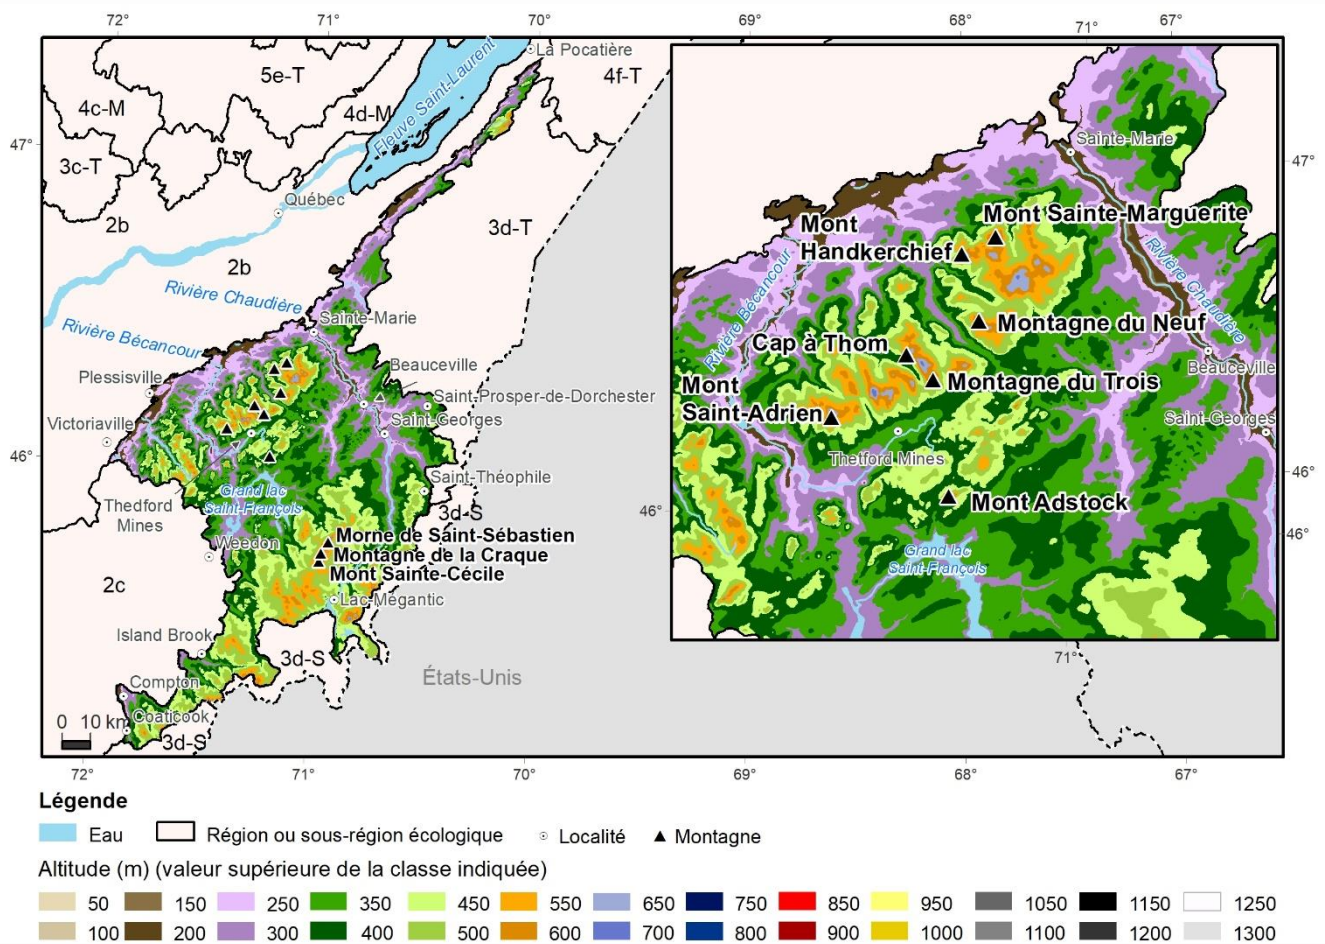 72°
71°
70°
69°
68°
71°
67°
La Pocatière
5e-T
4f-T
4c-M
4d-M
Fleuve Saint-Laurent
47°
3c-T
Québec
2b
3d-T
2b
Rivière Chaudière
Rivière Bécancour
Sainte-Marie
Plessisville
Beauceville
Saint-Prosper-de-Dorchester
Victoriaville
Saint-Georges
46°
Saint-Théophile
Thedford
Mines
Grand lac
Saint-François
3d-S
Weedon
Morne de Saint-Sébastien
Montagne de la Craque
Mont Sainte-Cécile
2c
Lac-Mégantic
Island Brook
3d-S
États-Unis
Compton
0 10 km
Coaticook
3d-S
Sainte-Marie
47°
Mont
Handkerchief
Mont Sainte-Marguerite
Rivière Bécancour
Rivière Chaudière
Montagne du Neuf
Cap à Thom
Beauceville
Montagne du Trois
Mont
Saint-Adrien
Saint-Georges
Thetford Mines
46°
Mont Adstock
46°
46°
Grand lac
Saint-François
71°
72°
71°
70°
69°
68°
67°
Légende
Eau
Région ou sous-région écologique
Localité
Montagne
Altitude (m) (valeur supérieure de la classe indiquée)
50 150 250 350 450 550 650 750 850 950 1050 1150 1250
100 200 300 400 500 600 700 800 900 1000 1100 1200 1300